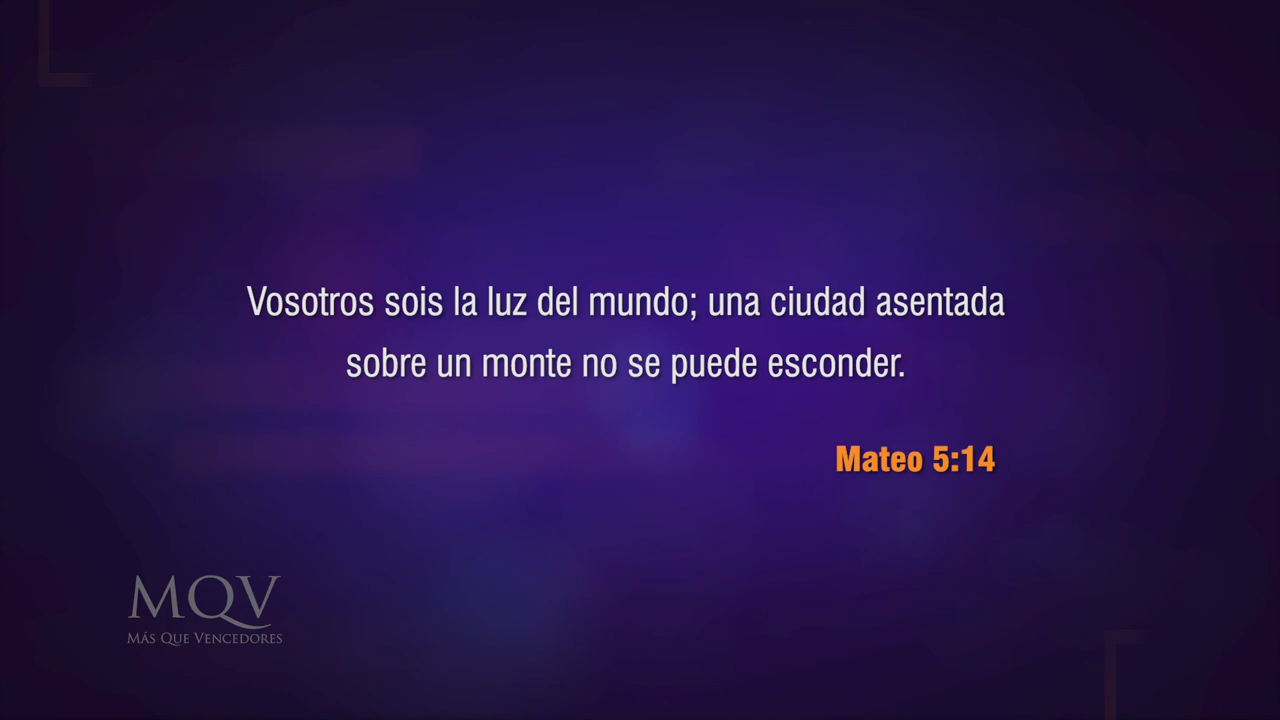 Vosotros sois la luz del mundo; una ciudad asentada
sobre un monte no se puede esconder.
Mateo 5:14
MQV
MÁS QUE VENCEDORES